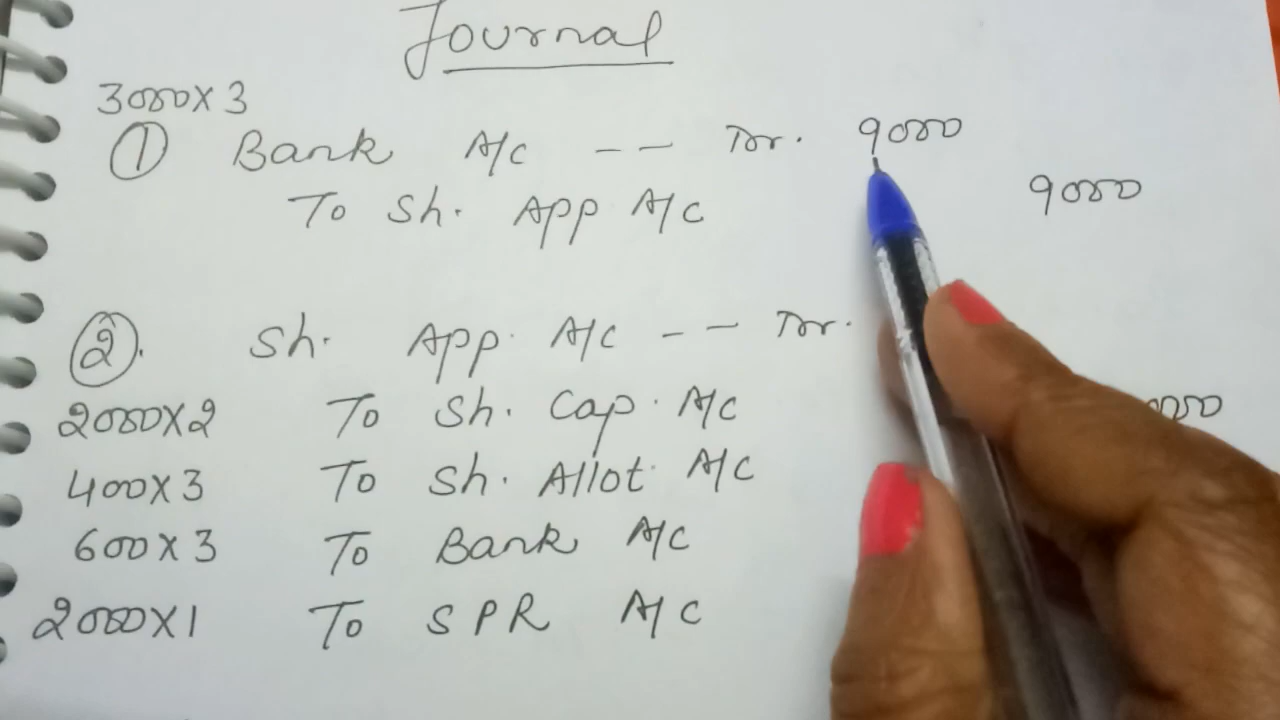 Journal
3000x3
① Bank A/c -- Dr. 9000
To Sh. App A/c 9000
②. Sh. App. A/c -- Dr.
2000x2 To Sh. Cap. A/c
400x3 To Sh. Allot. A/c
600x3 To Bank A/c
2000x1 To SPR A/c